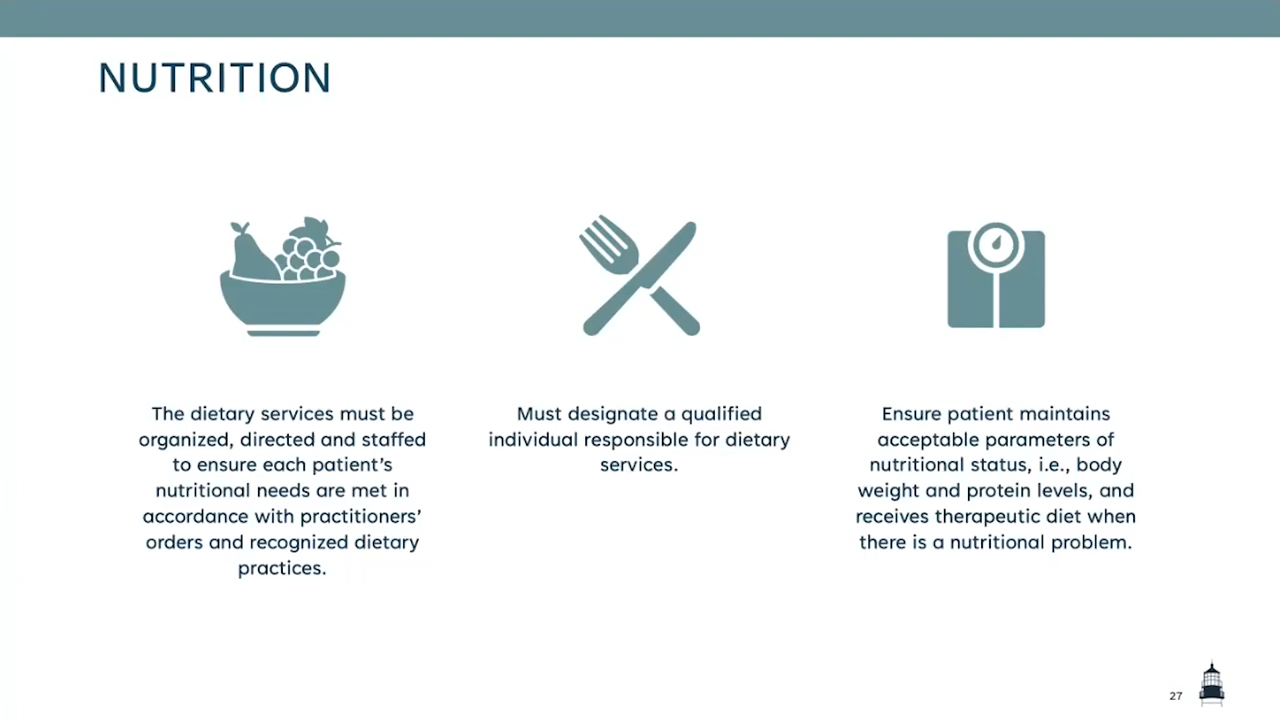 NUTRITION
The dietary services must be
organized, directed and staffed
to ensure each patient’s
nutritional needs are met in
accordance with practitioners’
orders and recognized dietary
practices.
Must designate a qualified
individual responsible for dietary
services.
Ensure patient maintains
acceptable parameters of
nutritional status, i.e., body
weight and protein levels, and
receives therapeutic diet when
there is a nutritional problem.
27